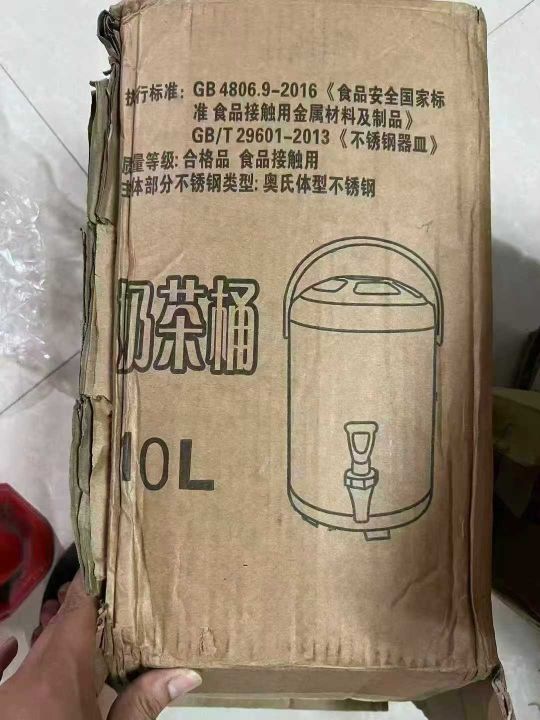 执行标准: GB 4806.9-2016《食品安全国家标
准 食品接触用金属材料及制品》
GB/T 29601-2013《不锈钢器皿》
质量等级: 合格品 食品接触用
主体部分不锈钢类型: 奥氏体型不锈钢
奶茶桶
10L